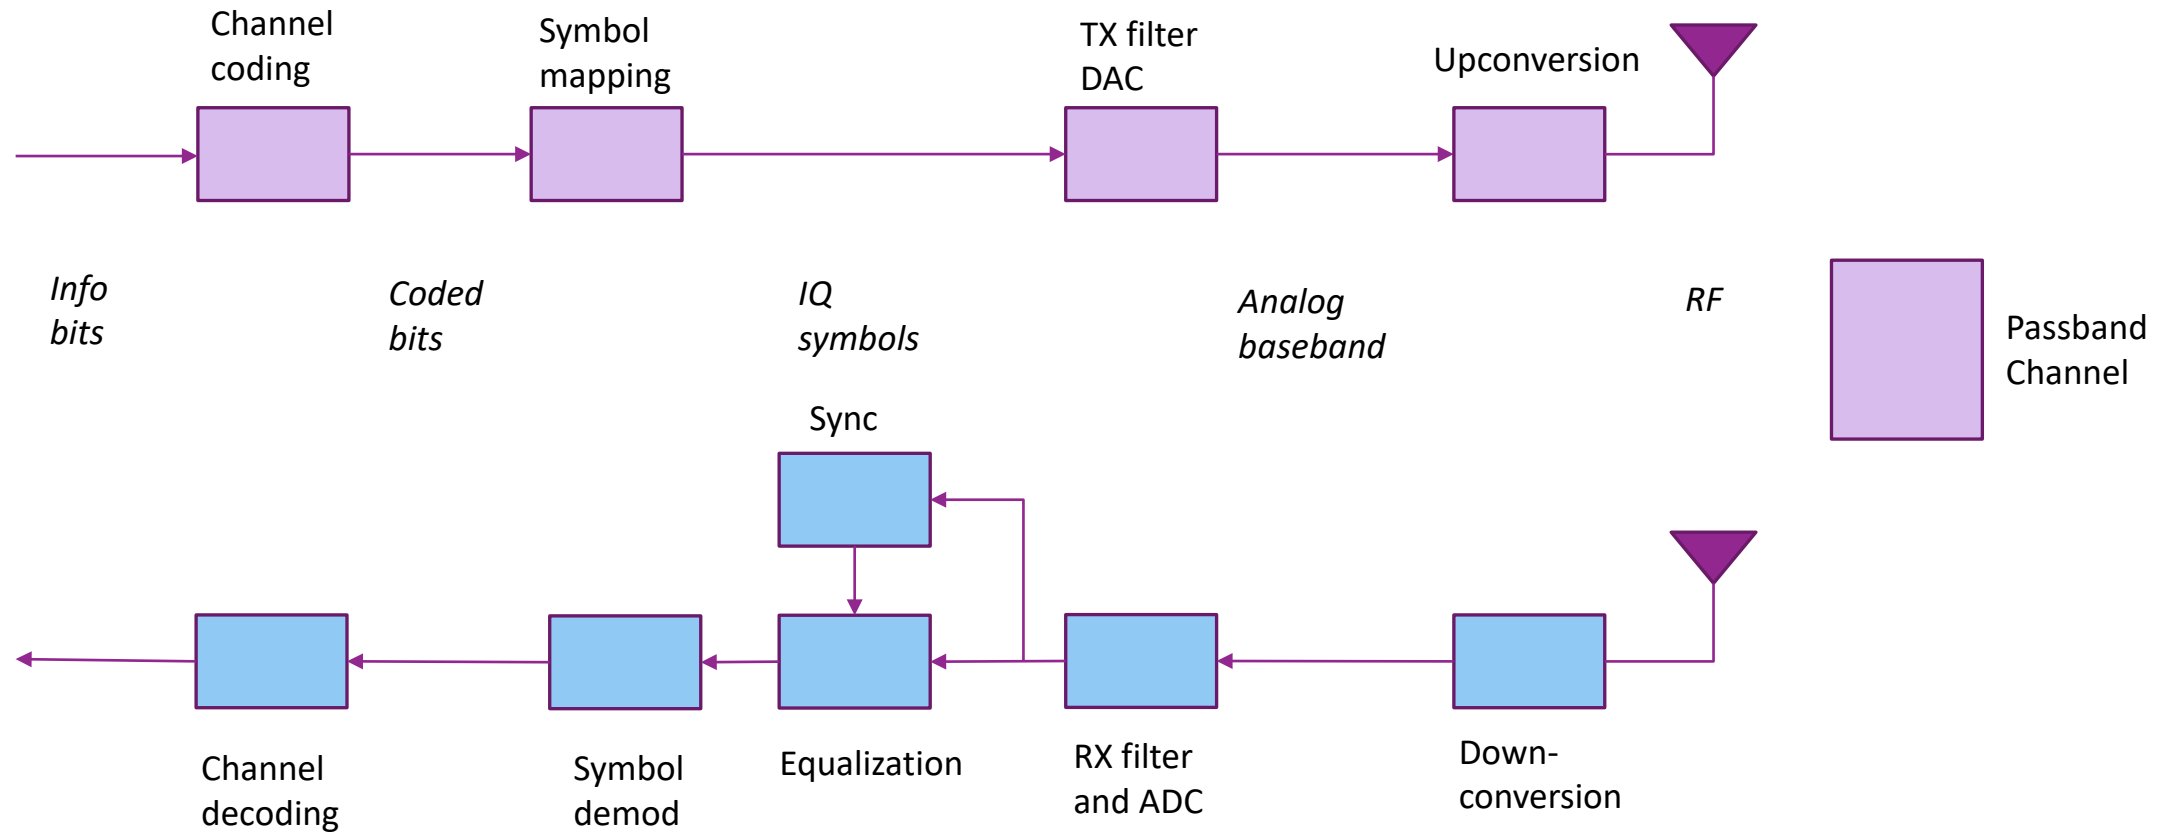 Channel
coding
Symbol
mapping
TX filter
DAC
Upconversion
Info
bits
Coded
bits
IQ
symbols
Analog
baseband
RF
Passband
Channel
Sync
Channel
decoding
Symbol
demod
Equalization
RX filter
and ADC
Down-
conversion